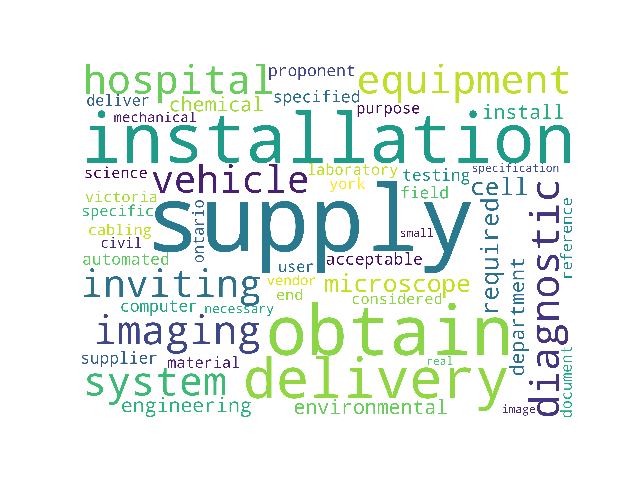 hospital proponent equipment
deliver chemical specified purpose install
mechanical
installation
science vehicle laboratory testing specification
york cell
victoria field
specific supply required diagnostic reference
cabling ontario small
civil
automated user acceptable department
inviting vendor microscope
end considered
computer necessary obtain
imaging
supplier material real document
system delivery
engineering environmental image